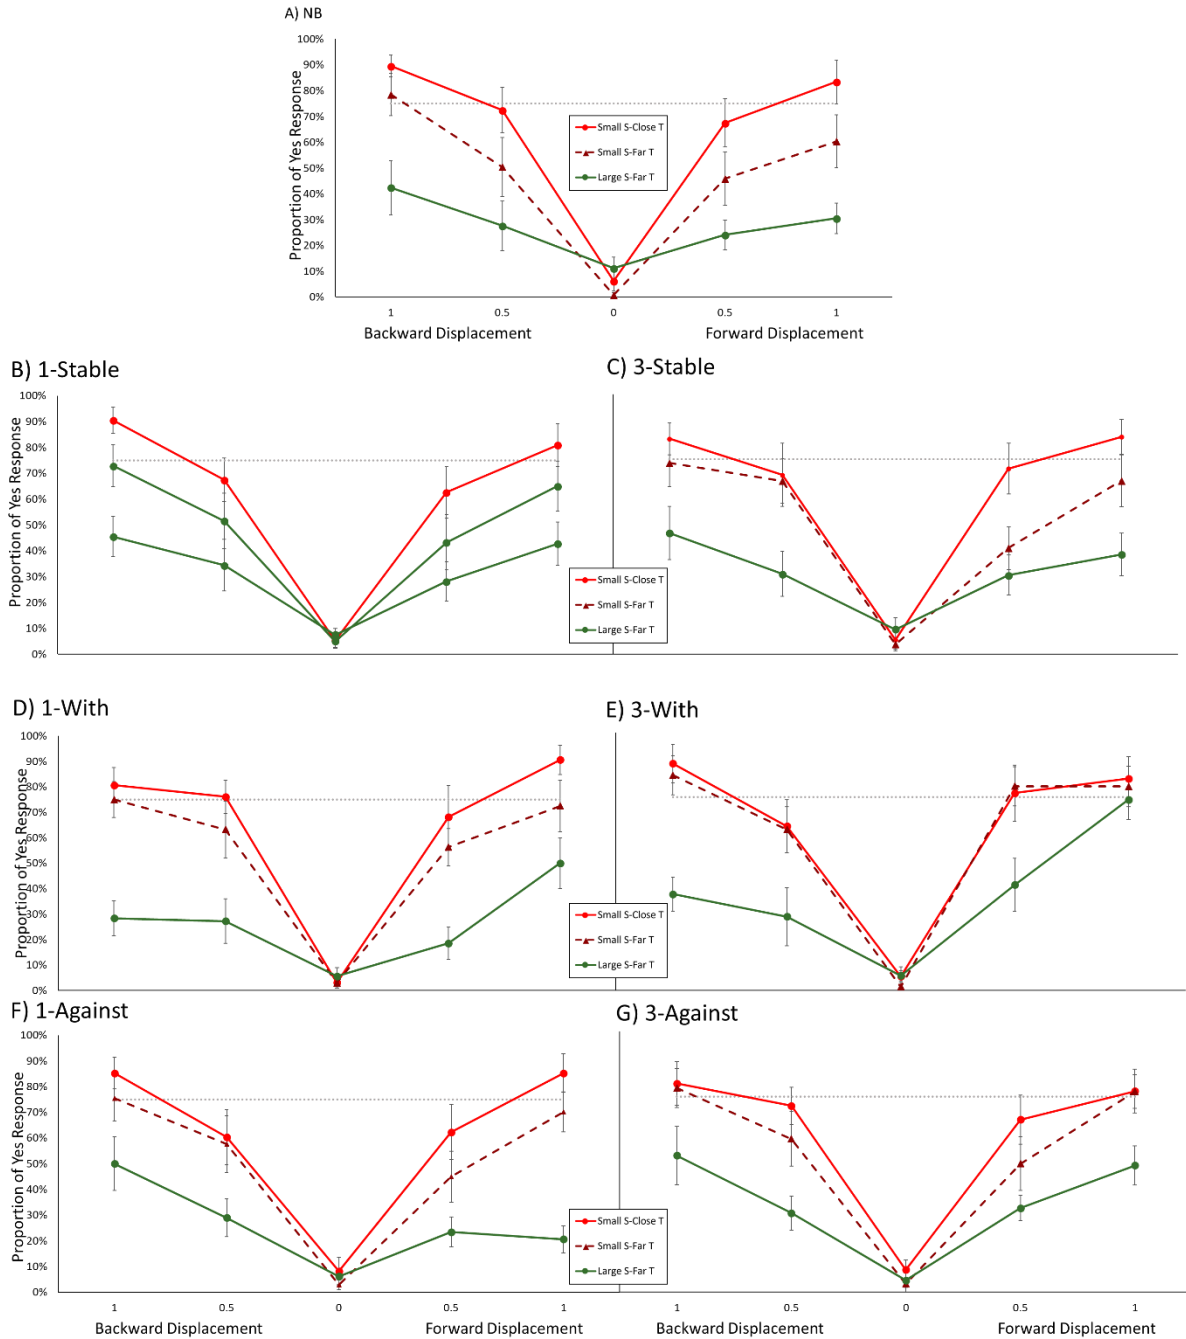 A) NB
Proportion of Yes Response
100%
90%
80%
70%
60%
50%
40%
30%
20%
10%
0%
Small S-Close T
Small S-Far T
Large S-Far T
1 0.5 0 0.5 1
Backward Displacement Forward Displacement
B) 1-Stable C) 3-Stable
Proportion of Yes Response
100%
90%
80%
70%
60%
50%
40%
30%
20%
10%
0%
Small S-Close T
Small S-Far T
Large S-Far T
D) 1-With E) 3-With
Proportion of Yes Response
100%
90%
80%
70%
60%
50%
40%
30%
20%
10%
0%
Small S-Close T
Small S-Far T
Large S-Far T
F) 1-Against G) 3-Against
Proportion of Yes Response
100%
90%
80%
70%
60%
50%
40%
30%
20%
10%
0%
Small S-Close T
Small S-Far T
Large S-Far T
1 0.5 0 0.5 1 1 0.5 0 0.5 1
Backward Displacement Forward Displacement Backward Displacement Forward Displacement